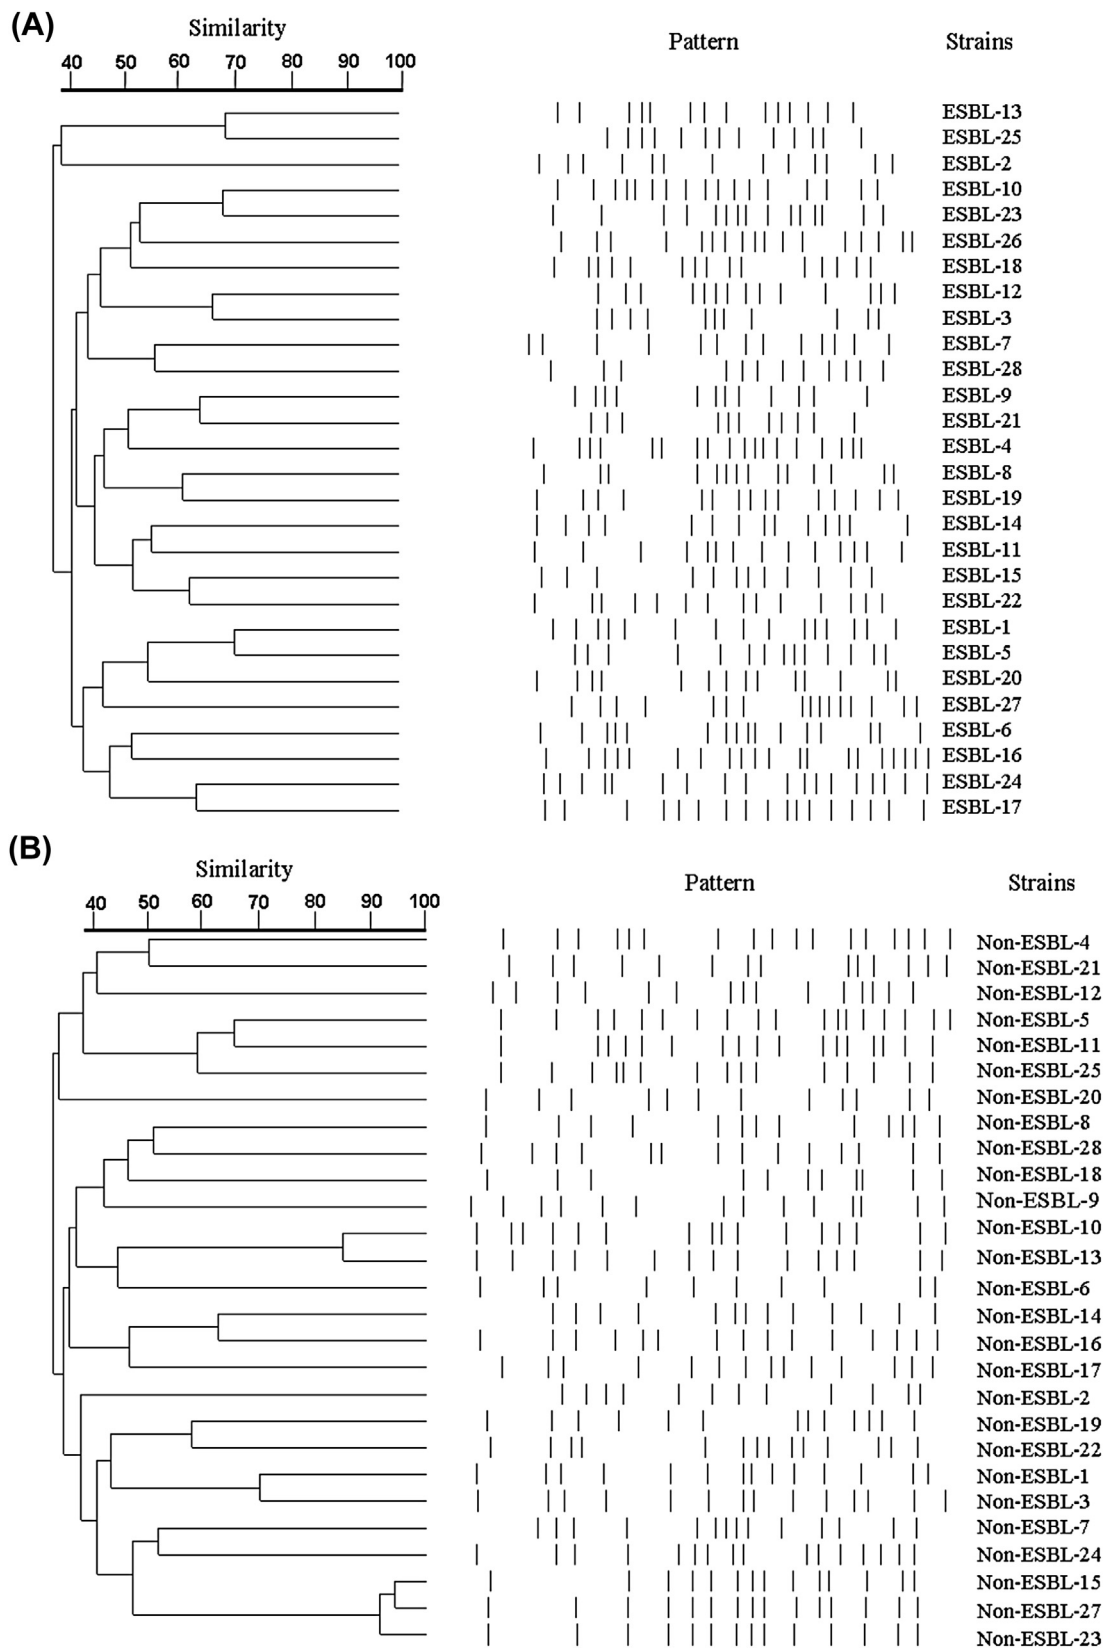 (A)
Similarity
Pattern
Strains
40 50 60 70 80 90 100
ESBL-13
ESBL-25
ESBL-2
ESBL-10
ESBL-23
ESBL-26
ESBL-18
ESBL-12
ESBL-3
ESBL-7
ESBL-28
ESBL-9
ESBL-21
ESBL-4
ESBL-8
ESBL-19
ESBL-14
ESBL-11
ESBL-15
ESBL-22
ESBL-1
ESBL-5
ESBL-20
ESBL-27
ESBL-6
ESBL-16
ESBL-24
ESBL-17
(B)
Similarity
Pattern
Strains
40 50 60 70 80 90 100
Non-ESBL-4
Non-ESBL-21
Non-ESBL-12
Non-ESBL-5
Non-ESBL-11
Non-ESBL-25
Non-ESBL-20
Non-ESBL-8
Non-ESBL-28
Non-ESBL-18
Non-ESBL-9
Non-ESBL-10
Non-ESBL-13
Non-ESBL-6
Non-ESBL-14
Non-ESBL-16
Non-ESBL-17
Non-ESBL-2
Non-ESBL-19
Non-ESBL-22
Non-ESBL-1
Non-ESBL-3
Non-ESBL-7
Non-ESBL-24
Non-ESBL-15
Non-ESBL-27
Non-ESBL-23